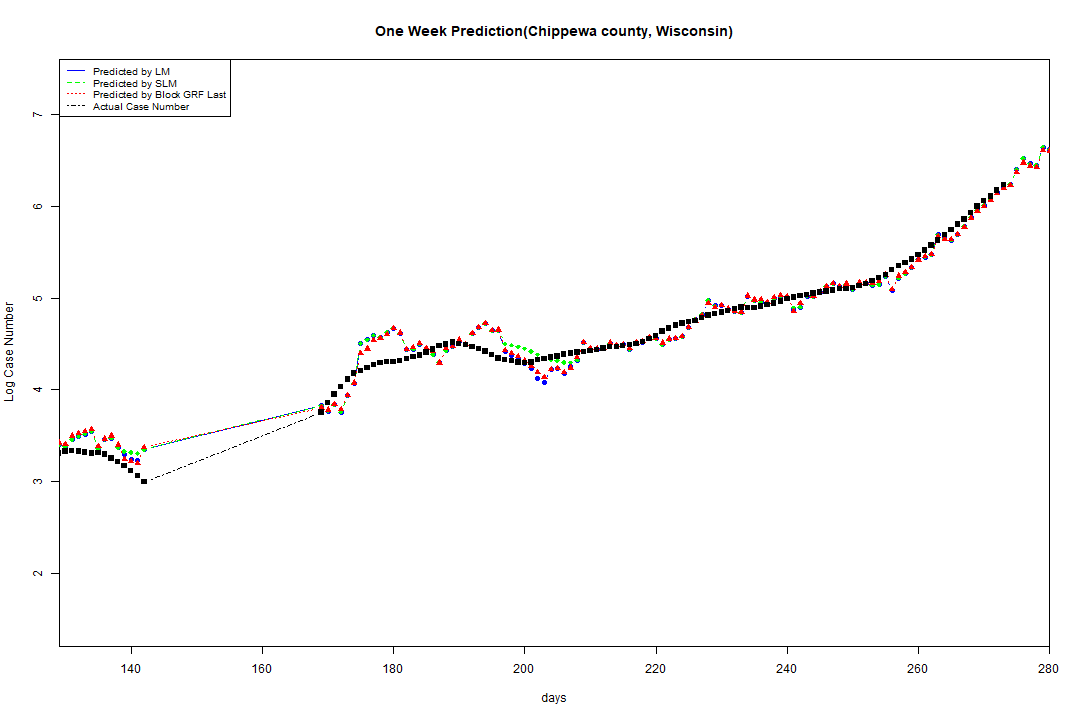 One Week Prediction(Chippewa county, Wisconsin)
Predicted by LM
Predicted by SLM
Predicted by Block GRF Last
Actual Case Number
7
6
5
4
3
2
Log Case Number
140 160 180 200 220 240 260 280
days